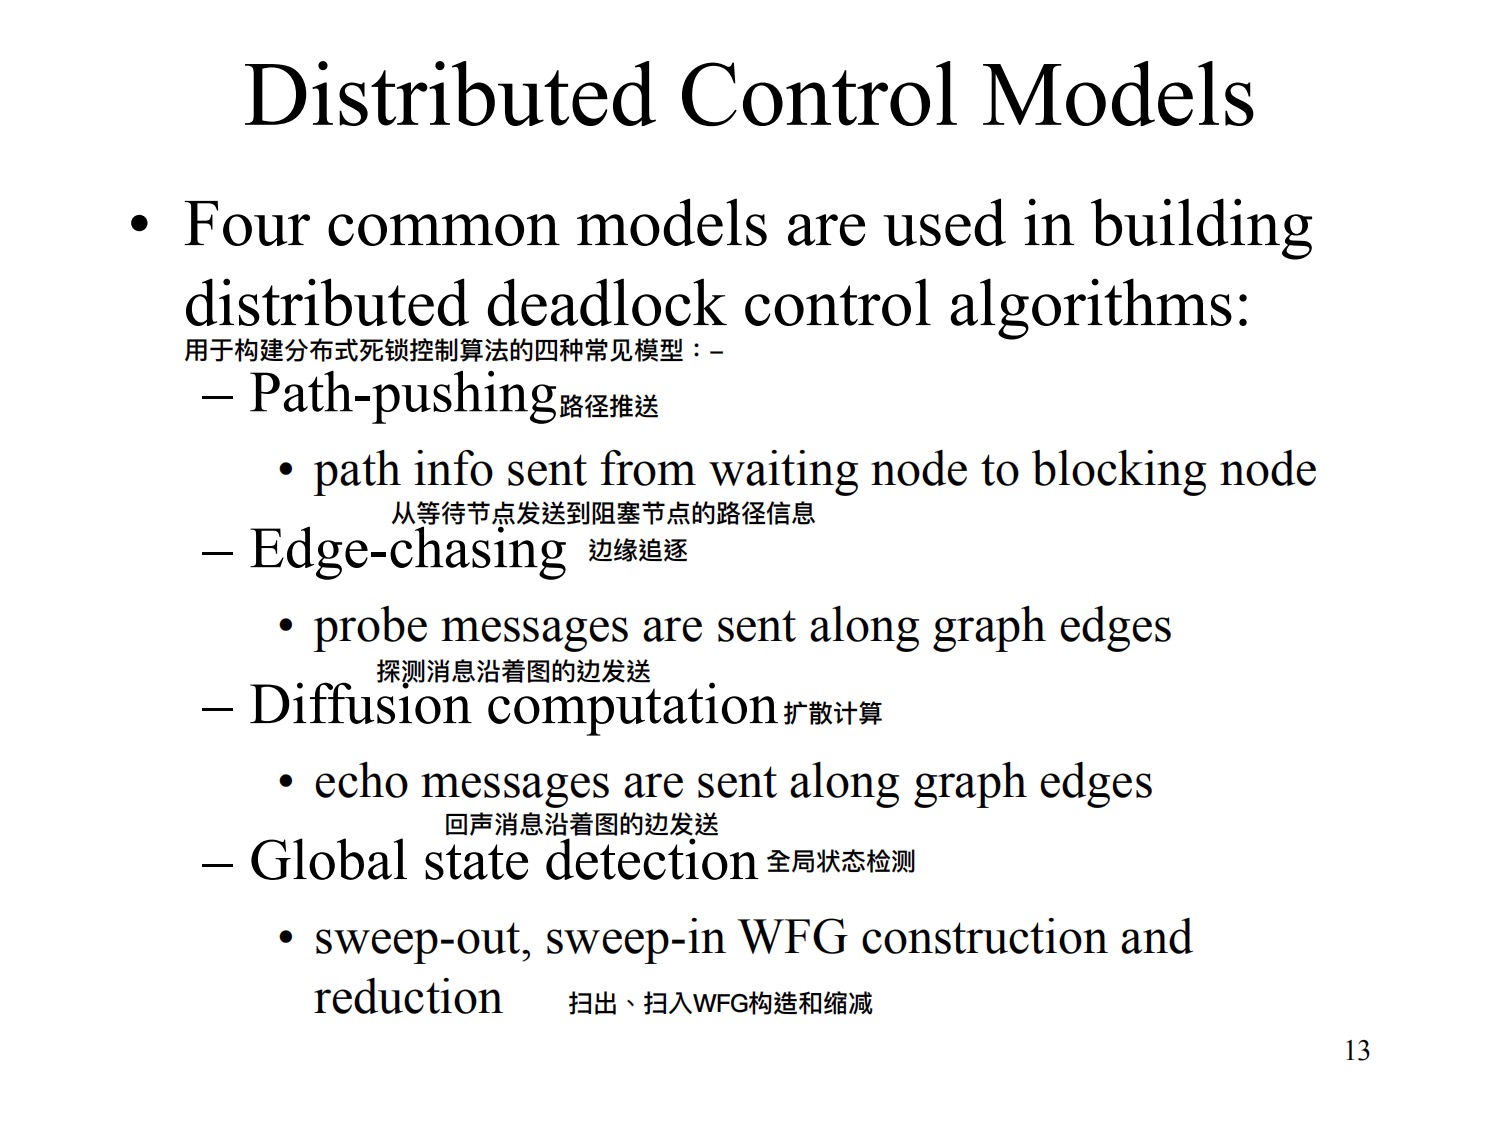 Distributed Control Models
• Four common models are used in building
distributed deadlock control algorithms:
用于构建分布式死锁控制算法的四种常见模型：–
– Path-pushing 路径推送
• path info sent from waiting node to blocking node
从等待节点发送到阻塞节点的路径信息
– Edge-chasing 边缘追逐
• probe messages are sent along graph edges
探测消息沿着图的边发送
– Diffusion computation 扩散计算
• echo messages are sent along graph edges
回声消息沿着图的边发送
– Global state detection 全局状态检测
• sweep-out, sweep-in WFG construction and
reduction 扫出、扫入WFG构造和缩减
13